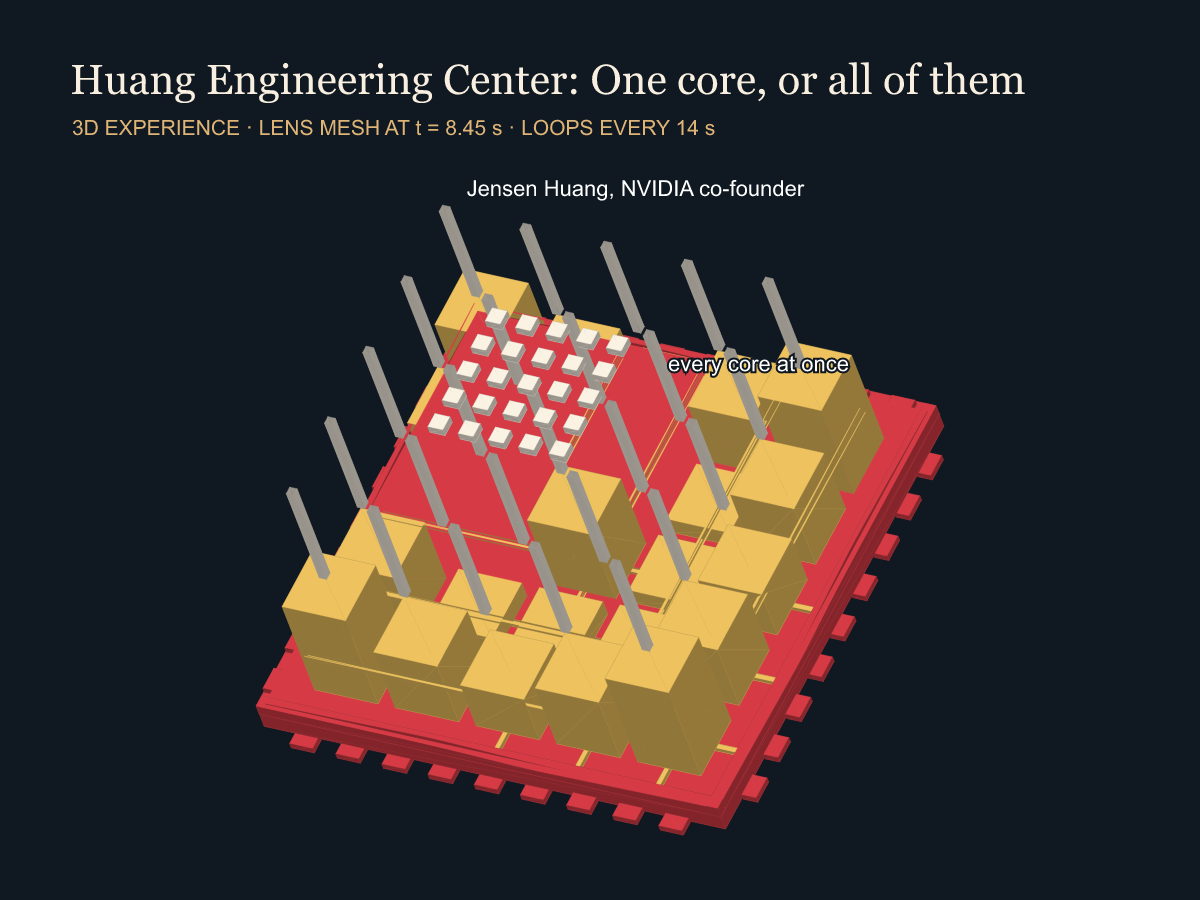 Huang Engineering Center: One core, or all of them
3D EXPERIENCE · LENS MESH AT t = 8.45 s · LOOPS EVERY 14 s
Jensen Huang, NVIDIA co-founder
every core at once